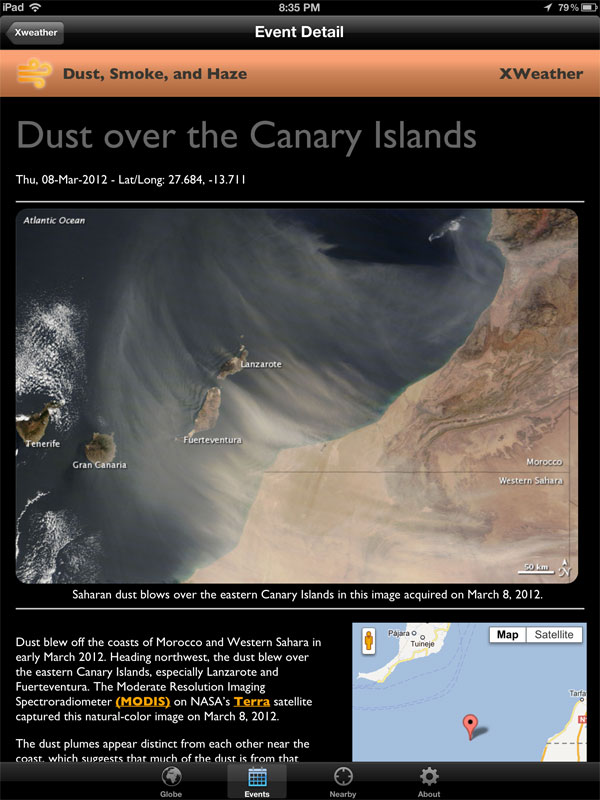 iPad 8:35 PM 79%
Xweather Event Detail
Dust, Smoke, and Haze XWeather
Dust over the Canary Islands
Thu, 08-Mar-2012 - Lat/Long: 27.684, -13.711
Atlantic Ocean
Lanzarote
Tenerife
Fuerteventura
Gran Canaria
Morocco
Western Sahara
50 km
N
Saharan dust blows over the eastern Canary Islands in this image acquired on March 8, 2012.
Dust blew off the coasts of Morocco and Western Sahara in
early March 2012. Heading northwest, the dust blew over
the eastern Canary Islands, especially Lanzarote and
Fuerteventura. The Moderate Resolution Imaging
Spectroradiometer (MODIS) on NASA's Terra satellite
captured this natural-color image on March 8, 2012.
The dust plumes appear distinct from each other near the
coast, which suggests that much of the dust is from that
Pájara
Tuineje
Map Satellite
Tarfa
N
Globe Events Nearby About